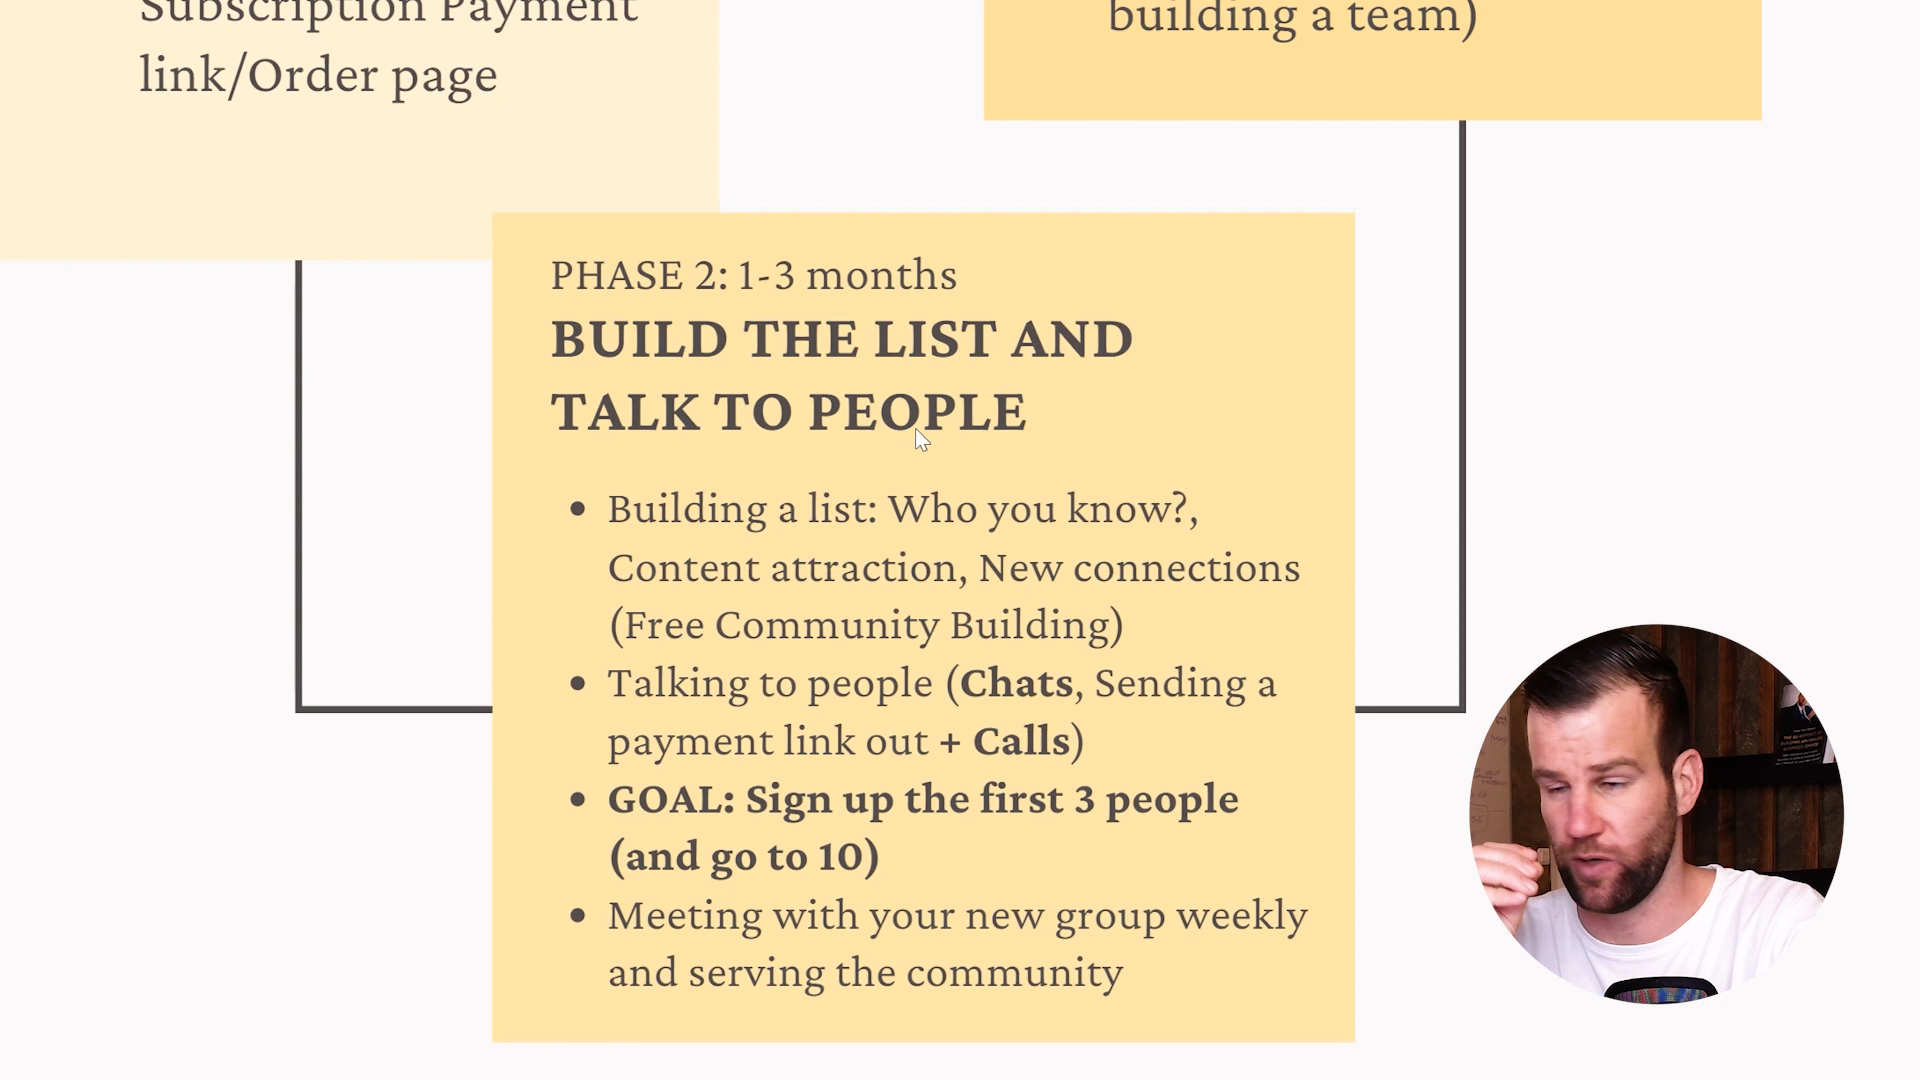 Subscription Payment
link/Order page
building a team)
PHASE 2: 1-3 months
BUILD THE LIST AND
TALK TO PEOPLE
• Building a list: Who you know?,
Content attraction, New connections
(Free Community Building)
• Talking to people (Chats, Sending a
payment link out + Calls)
• GOAL: Sign up the first 3 people
(and go to 10)
• Meeting with your new group weekly
and serving the community